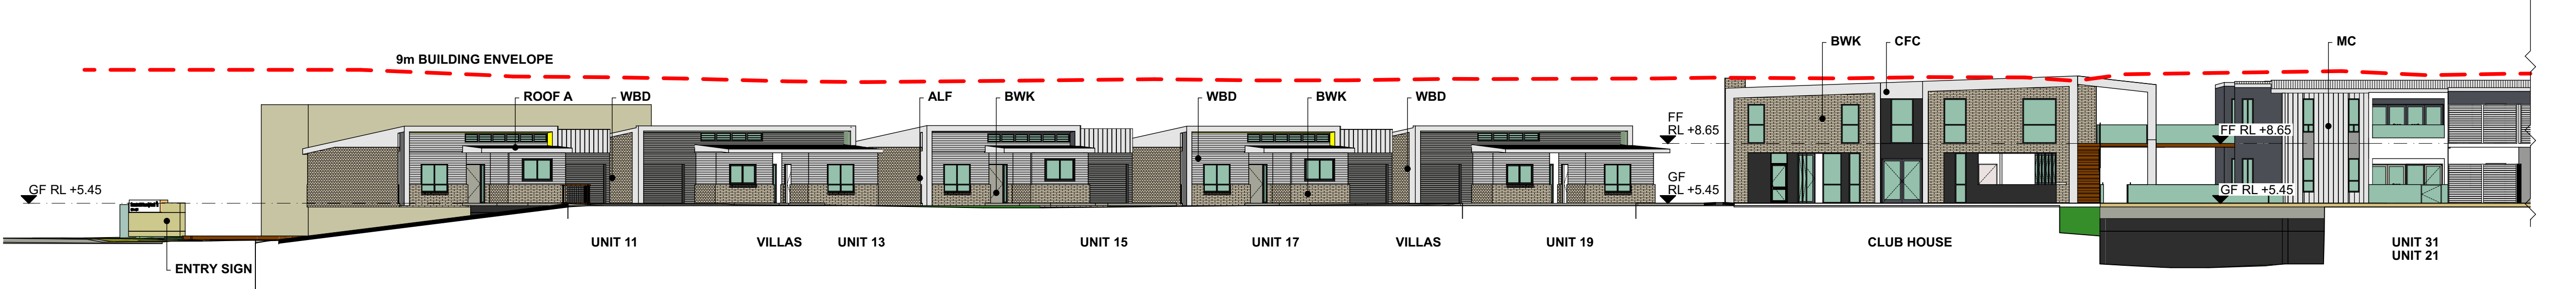 9m BUILDING ENVELOPE
BWK
CFC
MC
ROOF A
WBD
ALF
BWK
WBD
BWK
WBD
FF
RL +8.65
FF RL +8.65
GF RL +5.45
GF
RL +5.45
GF RL +5.45
UNIT 11
VILLAS
UNIT 13
UNIT 15
UNIT 17
VILLAS
UNIT 19
CLUB HOUSE
UNIT 31
UNIT 21
ENTRY SIGN